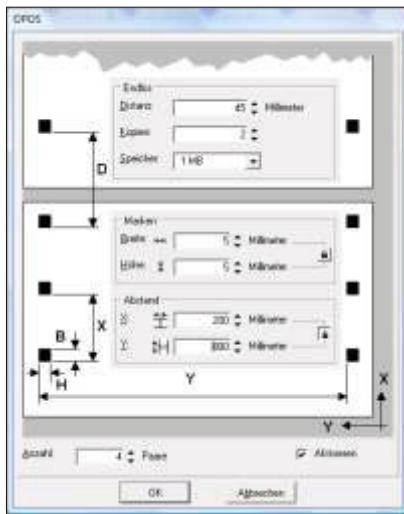 OPOS
Endlos
Distanz 45 Millimeter
Kopien 2
Speicher 1 MB
D
Marken
Breite 5 Millimeter
Höhe 5 Millimeter
Abstand
X 200 Millimeter
Y 800 Millimeter
X
B
H
Y
X
Y
Anzahl 4 Paare
OK Abbrechen